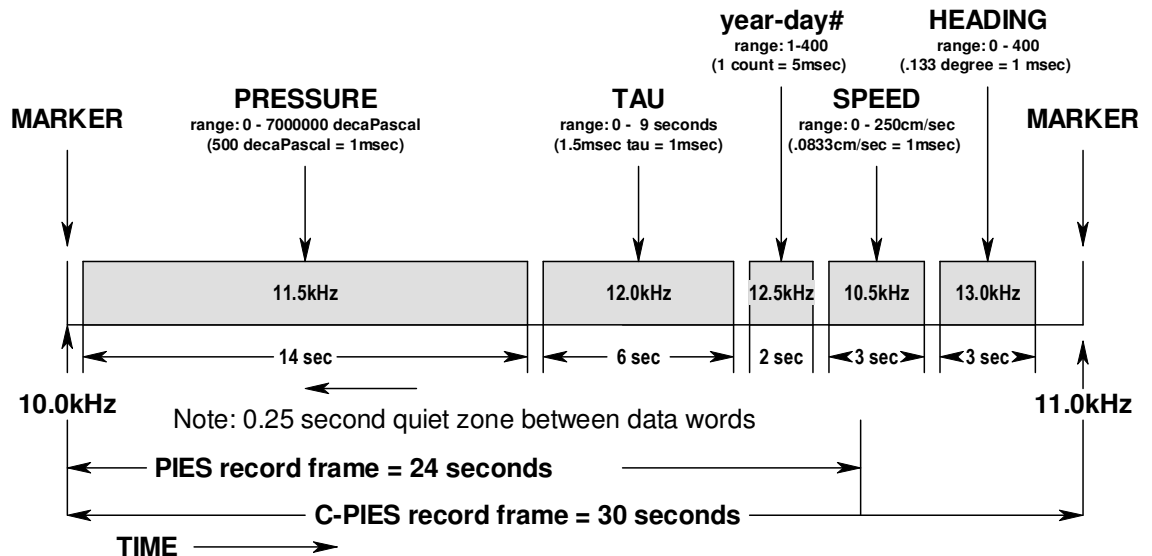 year-day#
range: 1-400
(1 count = 5msec)
HEADING
range: 0 - 400
(.133 degree = 1 msec)
MARKER
PRESSURE
range: 0 - 7000000 decaPascal
(500 decaPascal = 1msec)
TAU
range: 0 - 9 seconds
(1.5msec tau = 1msec)
SPEED
range: 0 - 250cm/sec
(.0833cm/sec = 1msec)
MARKER
11.5kHz
12.0kHz
12.5kHz
10.5kHz
13.0kHz
14 sec
6 sec
2 sec
3 sec
3 sec
10.0kHz
11.0kHz
Note: 0.25 second quiet zone between data words
PIES record frame = 24 seconds
C-PIES record frame = 30 seconds
TIME